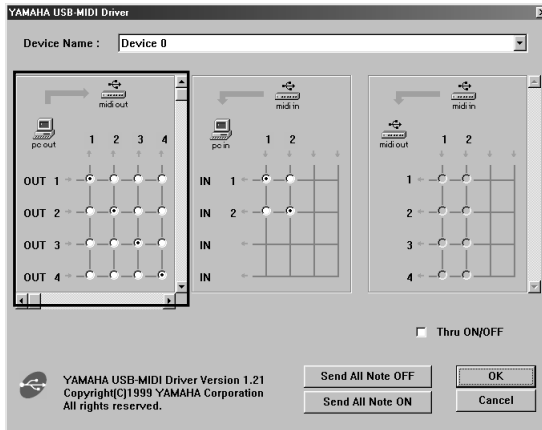 YAMAHA USB-MIDI Driver
Device Name : Device 0
midi out
pc out
1 2 3 4
OUT 1
OUT 2
OUT 3
OUT 4
midi in
pc in
1 2
IN 1
IN 2
IN
IN
midi in
midi out
1 2
1
2
3
4
Thru ON/OFF
YAMAHA USB-MIDI Driver Version 1.21
Copyright(C)1999 YAMAHA Corporation
All rights reserved.
Send All Note OFF
Send All Note ON
OK
Cancel